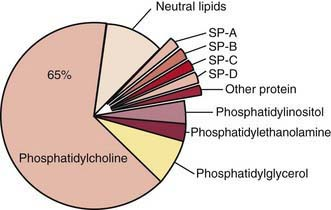 Neutral lipids
SP-A
SP-B
SP-C
SP-D
Other protein
Phosphatidylinositol
Phosphatidylethanolamine
Phosphatidylglycerol
65%
Phosphatidylcholine